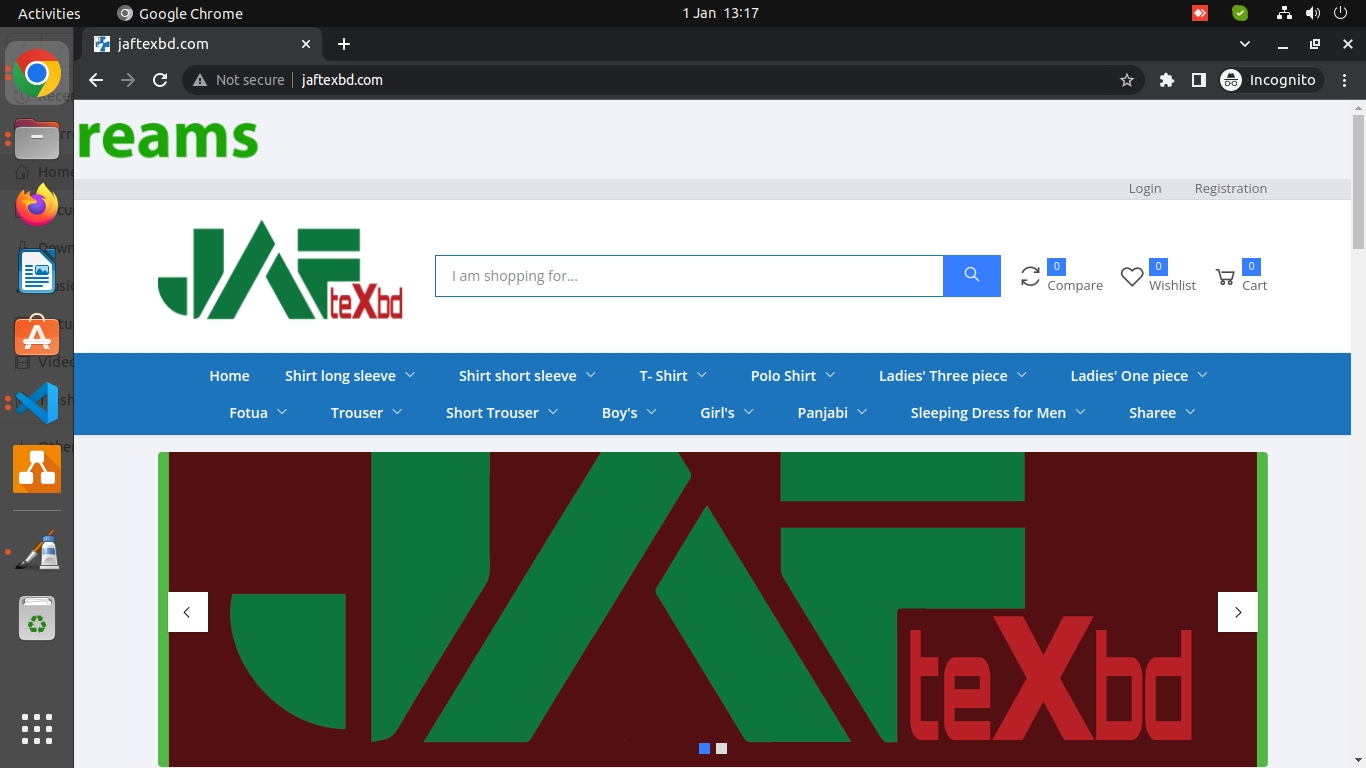 Activities Google Chrome 1 Jan 13:17
jaftexbd.com
Not secure jaftexbd.com Incognito
reams
Login Registration
JAF
teXbd
I am shopping for...
0 Compare 0 Wishlist 0 Cart
Home Shirt long sleeve Shirt short sleeve T- Shirt Polo Shirt Ladies' Three piece Ladies' One piece
Fotua Trouser Short Trouser Boy's Girl's Panjabi Sleeping Dress for Men Sharee
JAF
teXbd